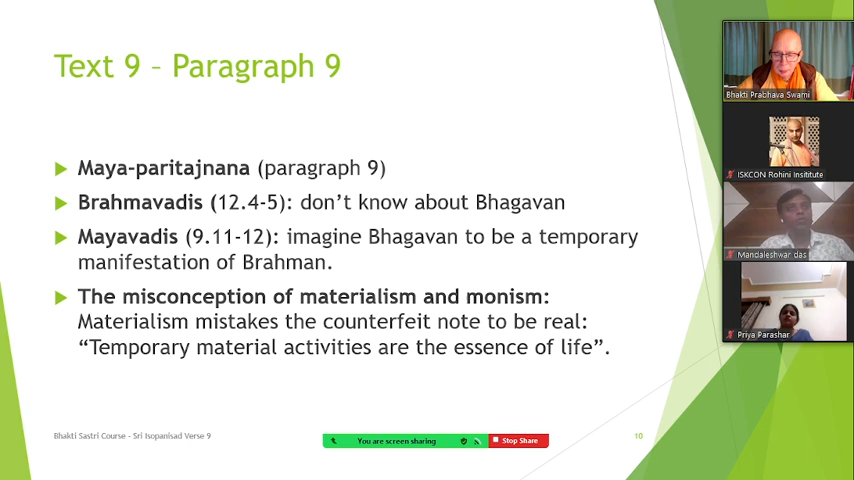 Text 9 – Paragraph 9
Maya-paritajnana (paragraph 9)
Brahmavadis (12.4-5): don’t know about Bhagavan
Mayavadis (9.11-12): imagine Bhagavan to be a temporary
manifestation of Brahman.
The misconception of materialism and monism:
Materialism mistakes the counterfeit note to be real:
“Temporary material activities are the essence of life”.
Bhakti Sastri Course - Sri Isopanisad Verse 9
You are screen sharing
Stop Share
10
Bhakti Prabhava Swami
ISKCON Rohini Insititute
Mandaleshwar das
Priya Parashar